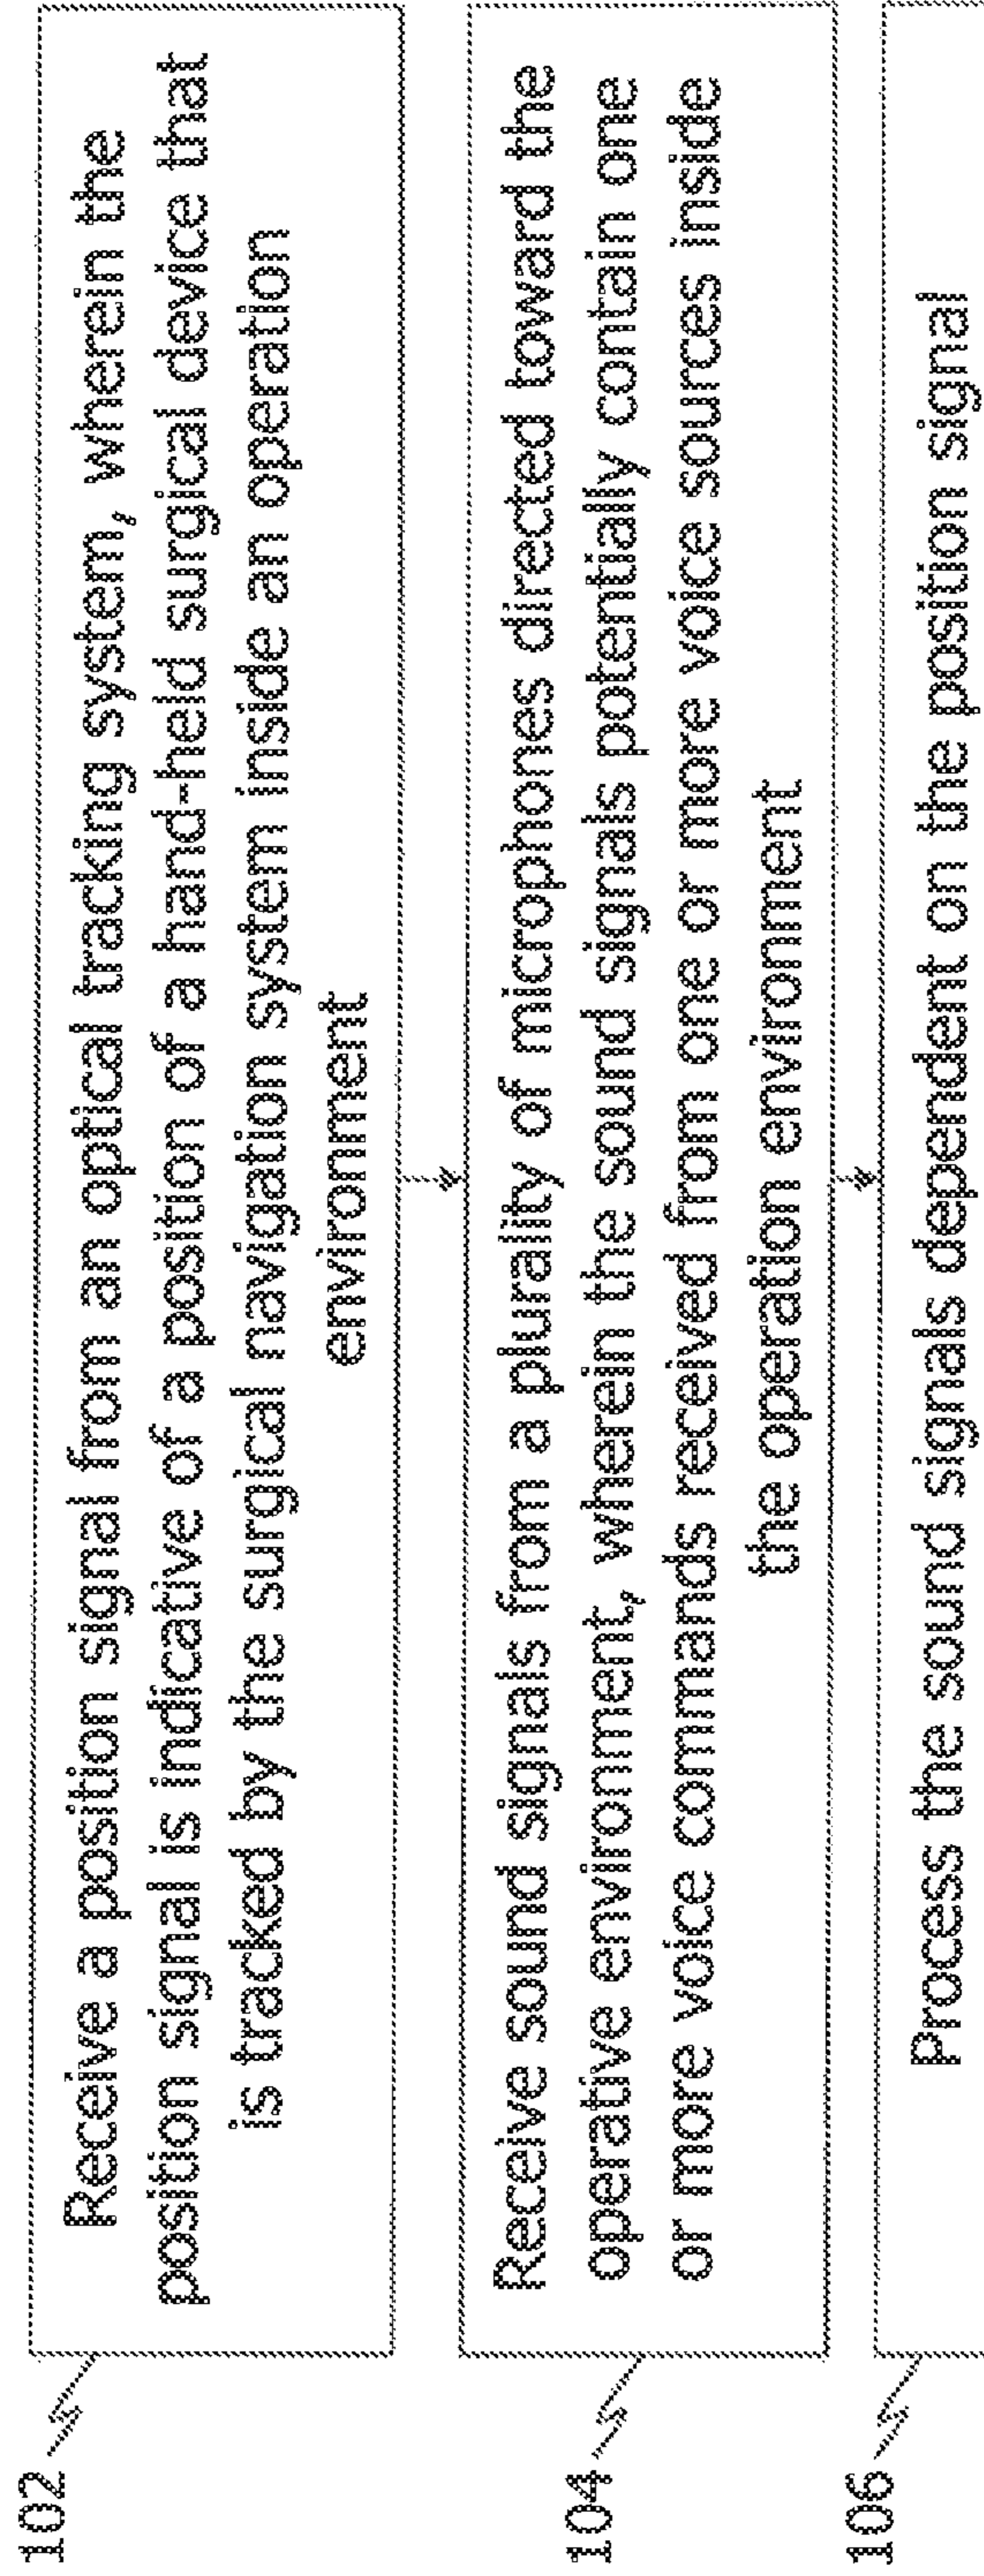 102
Receive a position signal from an optical tracking system, wherein the
position signal is indicative of a position of a hand-held surgical device that
is tracked by the surgical navigation system inside an operation
environment
104
Receive sound signals from a plurality of microphones directed toward the
operative environment, wherein the sound signals potentially contain one
or more voice commands received from one or more voice sources inside
the operation environment
106
Process the sound signals dependent on the position signal